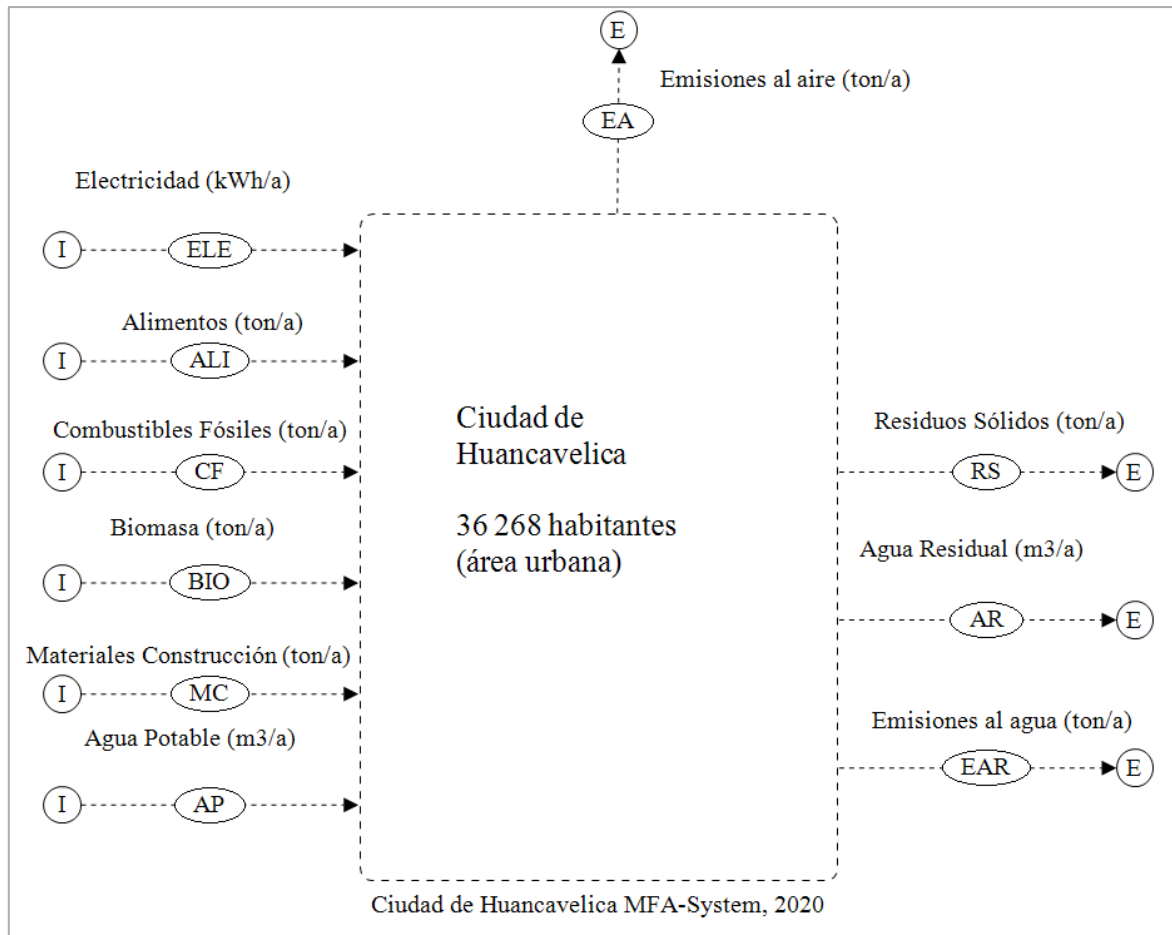 E
Emisiones al aire (ton/a)
EA
Electricidad (kWh/a)
I
ELE
Alimentos (ton/a)
I
ALI
Combustibles Fósiles (ton/a)
I
CF
Biomasa (ton/a)
I
BIO
Materiales Construcción (ton/a)
I
MC
Agua Potable (m3/a)
I
AP
Ciudad de
Huancavelica
36 268 habitantes
(área urbana)
Residuos Sólidos (ton/a)
RS
E
Agua Residual (m3/a)
AR
E
Emisiones al agua (ton/a)
EAR
E
Ciudad de Huancavelica MFA-System, 2020